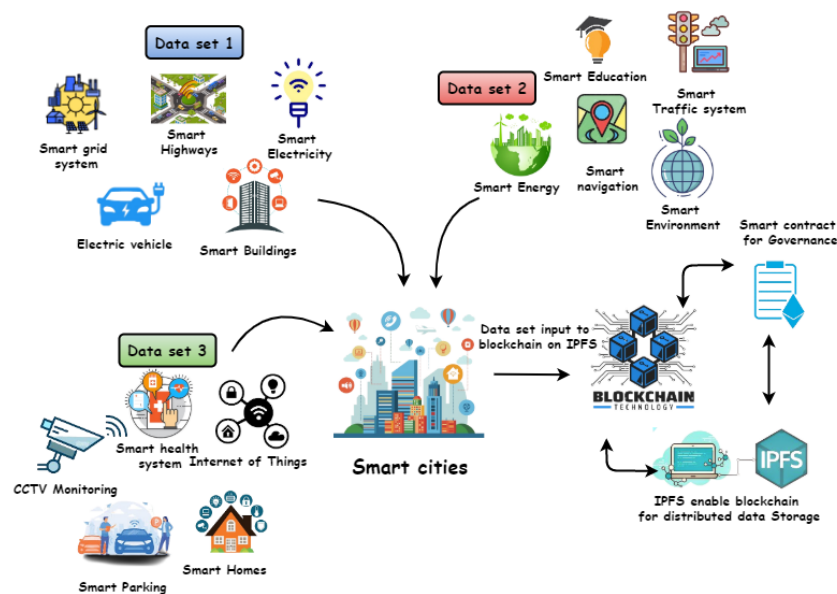 Data set 1
Smart grid
system
Smart
Highways
Smart
Electricity
Electric vehicle
Smart Buildings
Data set 2
Smart Education
Smart
Traffic system
Smart Energy
Smart
navigation
Smart
Environment
Smart contract
for Governance
Data set 3
Smart health
system
Internet of Things
CCTV Monitoring
Smart Parking
Smart Homes
Smart cities
Data set input to
blockchain on IPFS
BLOCKCHAIN
TECHNOLOGY
IPFS
IPFS enable blockchain
for distributed data Storage